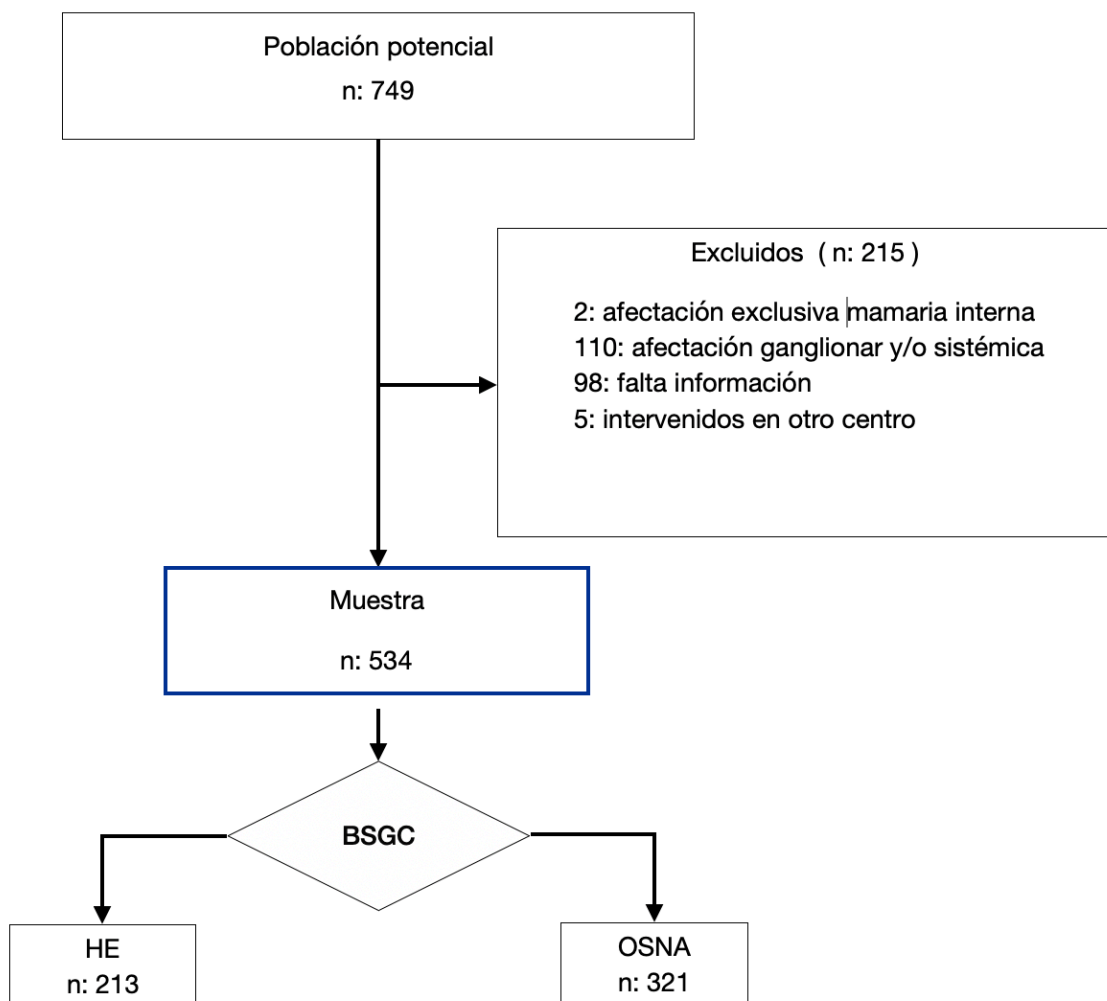 Población potencial
n: 749
Excluidos ( n: 215 )
2: afectación exclusiva mamaria interna
110: afectación ganglionar y/o sistémica
98: falta información
5: intervenidos en otro centro
Muestra
n: 534
BSGC
HE
n: 213
OSNA
n: 321